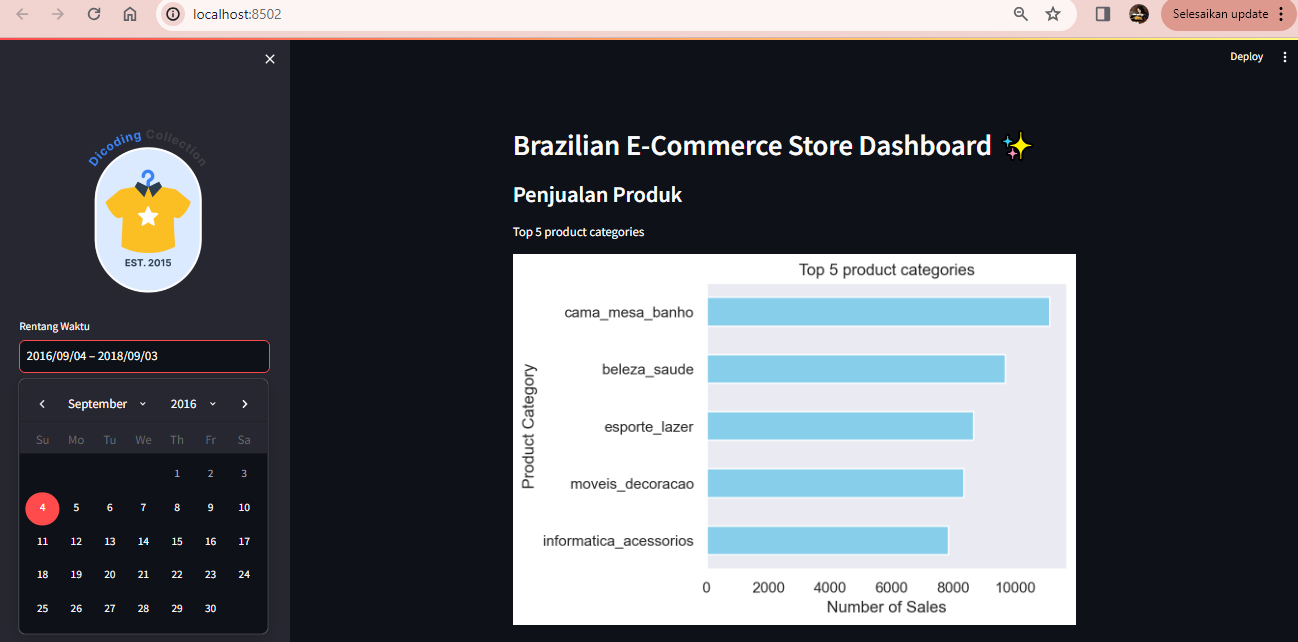 localhost:8502
Selesaikan update
Deploy
Dicoding Collection
EST. 2015
Rentang Waktu
2016/09/04 – 2018/09/03
September 2016
Su Mo Tu We Th Fr Sa
1 2 3
4 5 6 7 8 9 10
11 12 13 14 15 16 17
18 19 20 21 22 23 24
25 26 27 28 29 30
Brazilian E-Commerce Store Dashboard ✨
Penjualan Produk
Top 5 product categories
Top 5 product categories
Product Category
cama_mesa_banho
beleza_saude
esporte_lazer
moveis_decoracao
informatica_acessorios
0 2000 4000 6000 8000 10000
Number of Sales